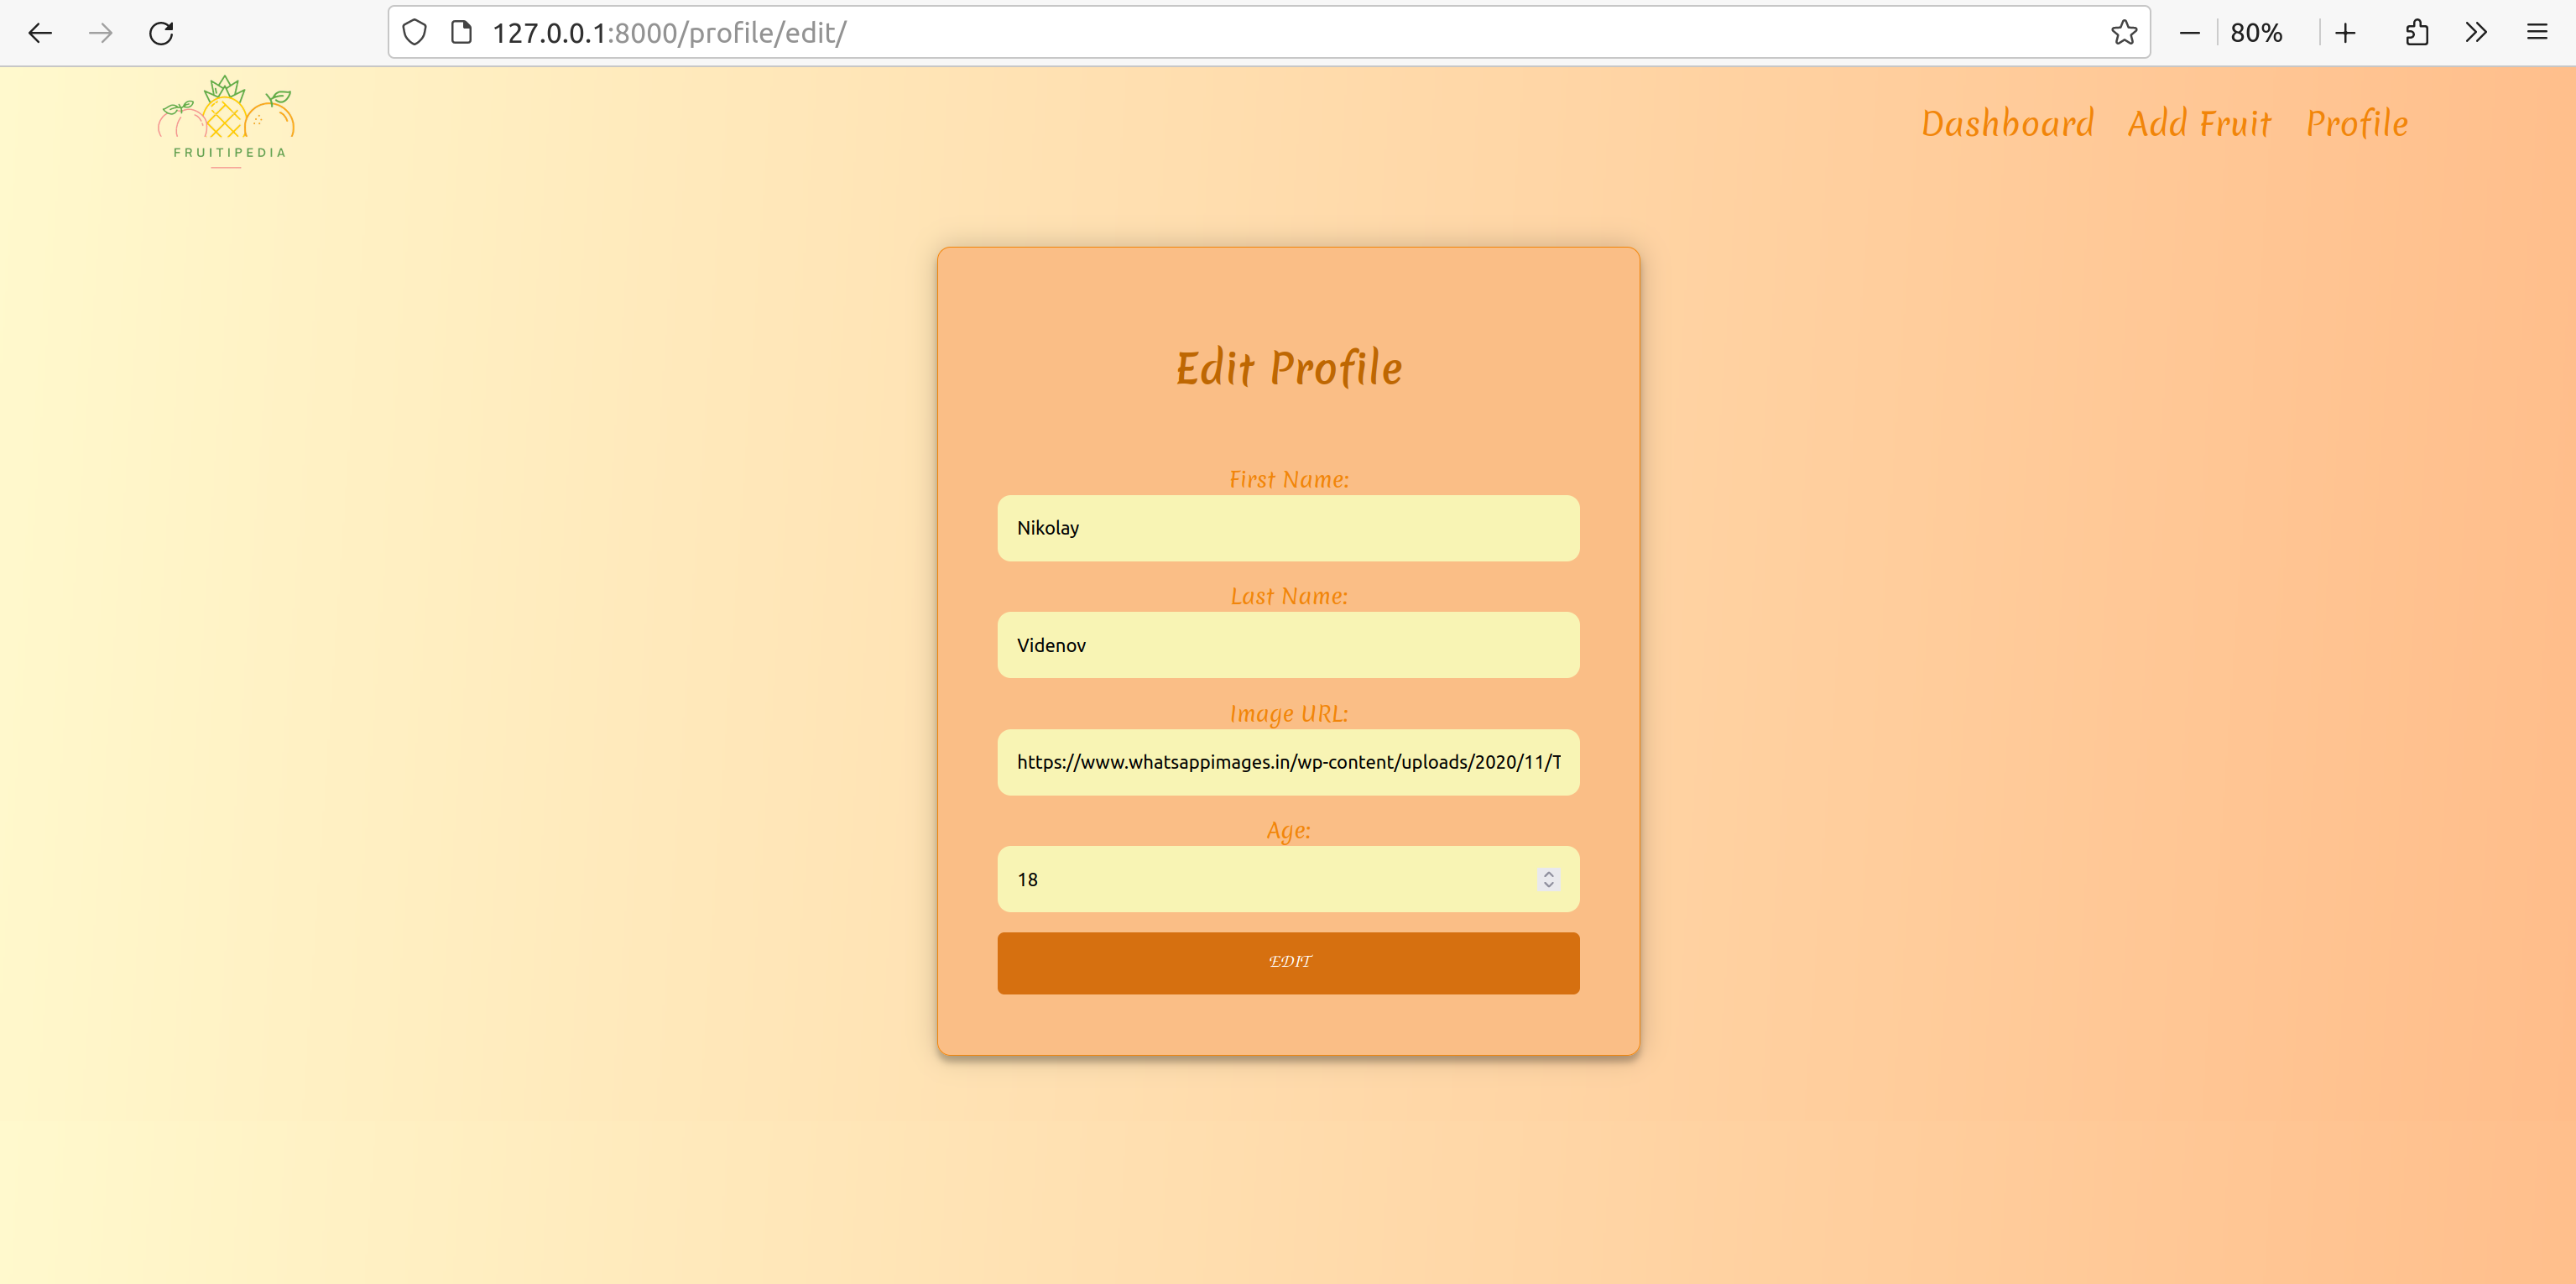 127.0.0.1:8000/profile/edit/
80%
FRUITIPEDIA
Dashboard Add Fruit Profile
Edit Profile
First Name:
Nikolay
Last Name:
Videnov
Image URL:
https://www.whatsappimages.in/wp-content/uploads/2020/11/T
Age:
18
EDIT